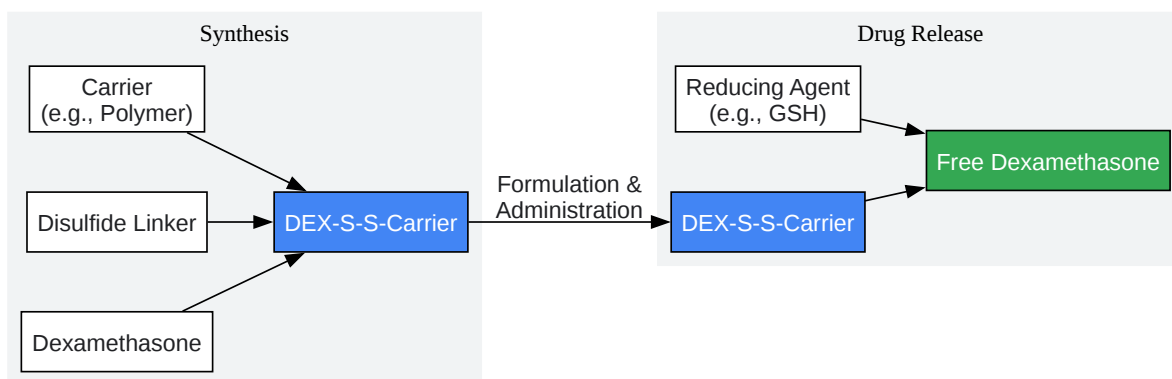 Synthesis
Carrier
(e.g., Polymer)
Disulfide Linker
Dexamethasone
DEX-S-S-Carrier
Formulation &
Administration
Drug Release
Reducing Agent
(e.g., GSH)
DEX-S-S-Carrier
Free Dexamethasone